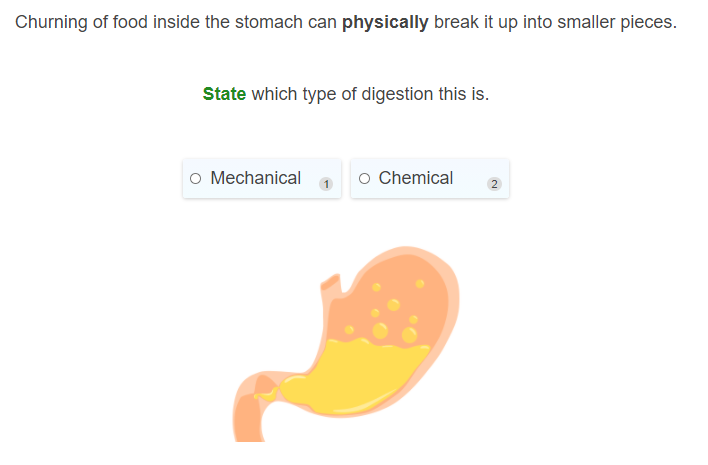 Churning of food inside the stomach can physically break it up into smaller pieces.
State which type of digestion this is.
Mechanical 1 Chemical 2